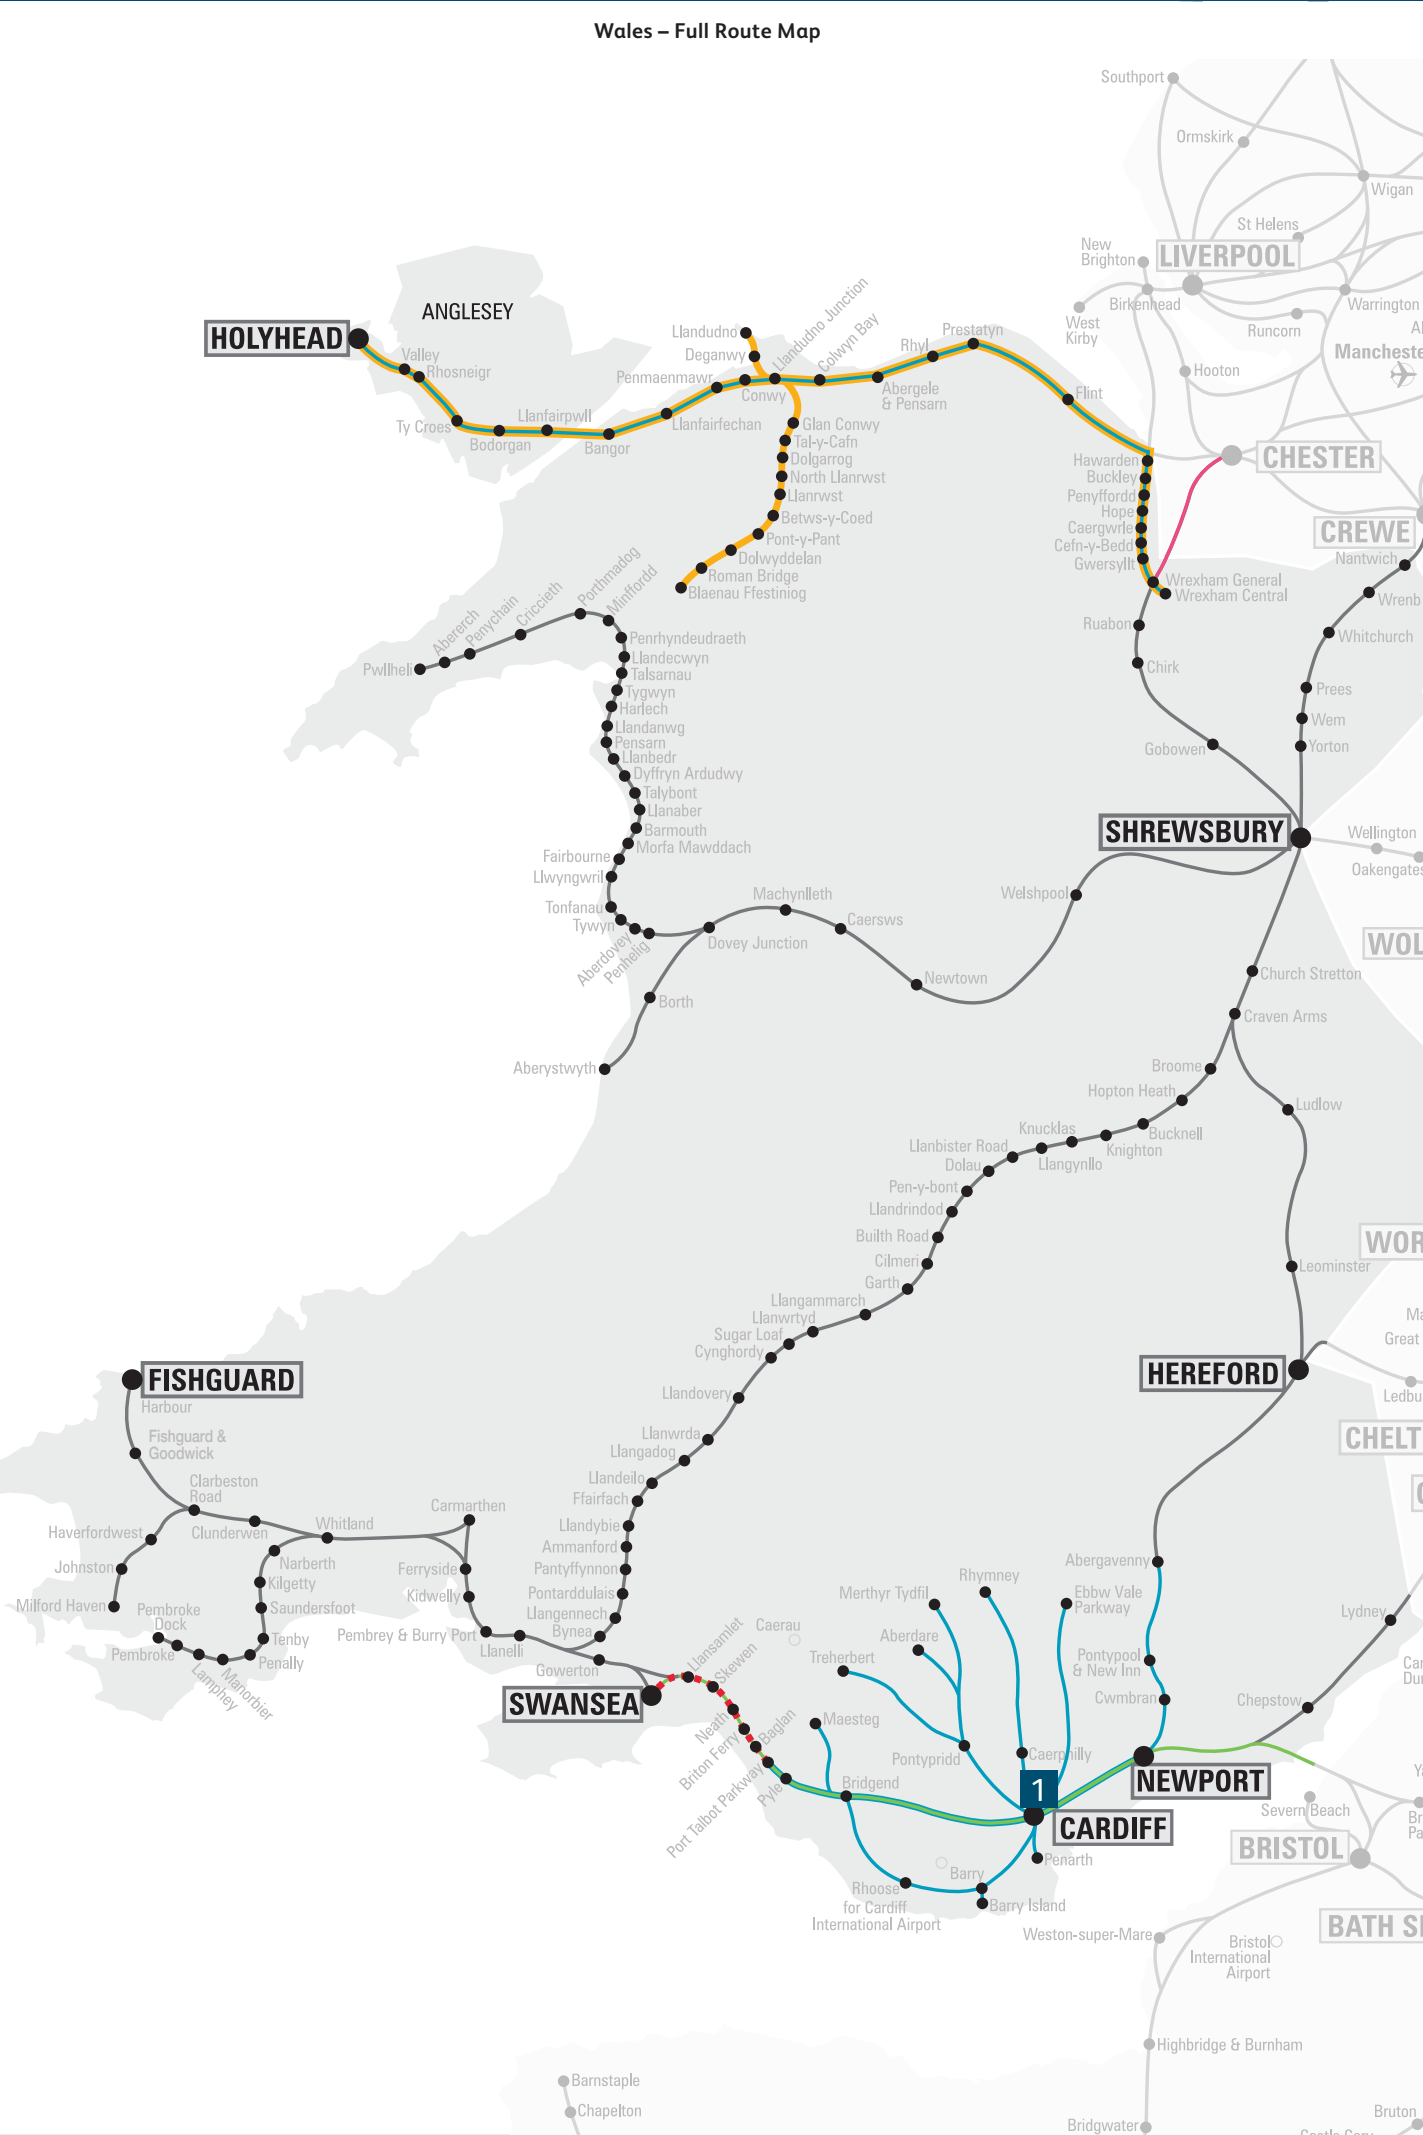 Wales – Full Route Map
Southport
Ormskirk
Wigan
St Helens
New
Brighton
LIVERPOOL
Birkenhead
Warrington
West
Kirby
Runcorn
Mancheste
Hooton
ANGLESEY
HOLYHEAD
Valley
Rhosneigr
Ty Croes
Bodorgan
Llanfairpwll
Bangor
Llanfairfechan
Penmaenmawr
Conwy
Llandudno
Deganwy
Llandudno Junction
Colwyn Bay
Abergele
& Pensarn
Rhyl
Prestatyn
Flint
CHESTER
CREWE
Nantwich
Wrenb
Whitchurch
Prees
Wem
Yorton
Glan Conwy
Tal-y-Cafn
Dolgarrog
North Llanrwst
Llanrwst
Betws-y-Coed
Pont-y-Pant
Dolwyddelan
Roman Bridge
Blaenau Ffestiniog
Hawarden
Buckley
Penyffordd
Hope
Caergwrle
Cefn-y-Bedd
Gwersyllt
Wrexham General
Wrexham Central
Ruabon
Chirk
Gobowen
SHREWSBURY
Wellington
Oakengates
Pwllheli
Abererch
Penychain
Criccieth
Porthmadog
Minffordd
Penrhyndeudraeth
Llandecwyn
Talsarnau
Tygwyn
Harlech
Llandanwg
Pensarn
Llanbedr
Dyffryn Ardudwy
Talybont
Llanaber
Barmouth
Morfa Mawddach
Fairbourne
Llwyngwril
Tonfanau
Tywyn
Aberdovey
Penhelig
Dovey Junction
Machynlleth
Caersws
Newtown
Welshpool
Borth
Aberystwyth
WOL
Church Stretton
Craven Arms
Broome
Hopton Heath
Bucknell
Knighton
Knucklas
Llangynllo
Llanbister Road
Dolau
Pen-y-bont
Llandrindod
Builth Road
Cilmeri
Garth
Llangammarch
Llanwrtyd
Sugar Loaf
Cynghordy
Llandovery
Llanwrda
Llangadog
Llandeilo
Ffairfach
Llandybie
Ammanford
Pantyffynnon
Pontarddulais
Llangennech
Bynea
Ludlow
Leominster
WOR
Ma
Great
Ledbu
HEREFORD
CHELT
FISHGUARD
Harbour
Fishguard &
Goodwick
Clarbeston
Road
Haverfordwest
Johnston
Milford Haven
Clunderwen
Whitland
Narberth
Kilgetty
Saundersfoot
Tenby
Penally
Manorbier
Lamphey
Pembroke
Pembroke
Dock
Carmarthen
Ferryside
Kidwelly
Pembrey & Burry Port
Llanelli
Gowerton
SWANSEA
Llansamlet
Skewen
Neath
Briton Ferry
Baglan
Port Talbot Parkway
Pyle
Caerau
Maesteg
Bridgend
Treherbert
Aberdare
Merthyr Tydfil
Rhymney
Ebbw Vale
Parkway
Pontypridd
Caerphilly
Abergavenny
Pontypool
& New Inn
Cwmbran
NEWPORT
1
CARDIFF
Penarth
Barry
Barry Island
Rhoose
for Cardiff
International Airport
Lydney
Chepstow
Ca
Du
Severn Beach
Ya
Br
Pa
BRISTOL
BATH
Weston-super-Mare
Bristol
International
Airport
Highbridge & Burnham
Bridgwater
Bruton
Barnstaple
Chapelton